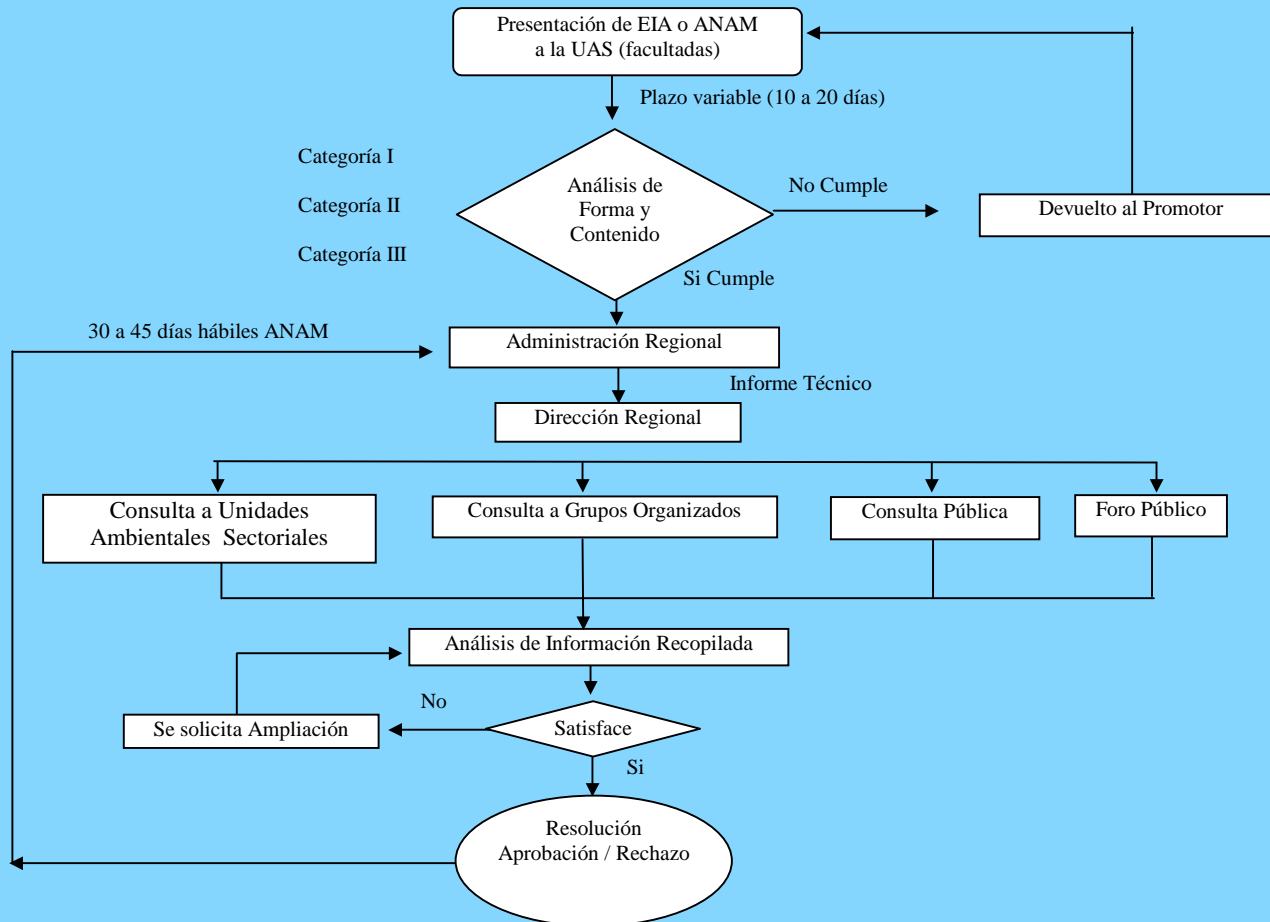 Presentación de EIA o ANAM
a la UAS (facultadas)
Plazo variable (10 a 20 días)
Categoría I
Categoría II
Categoría III
Análisis de
Forma y
Contenido
No Cumple
Devuelto al Promotor
Si Cumple
30 a 45 días hábiles ANAM
Administración Regional
Informe Técnico
Dirección Regional
Consulta a Unidades
Ambientales Sectoriales
Consulta a Grupos Organizados
Consulta Pública
Foro Público
Análisis de Información Recopilada
No
Se solicita Ampliación
Satisface
Si
Resolución
Aprobación / Rechazo